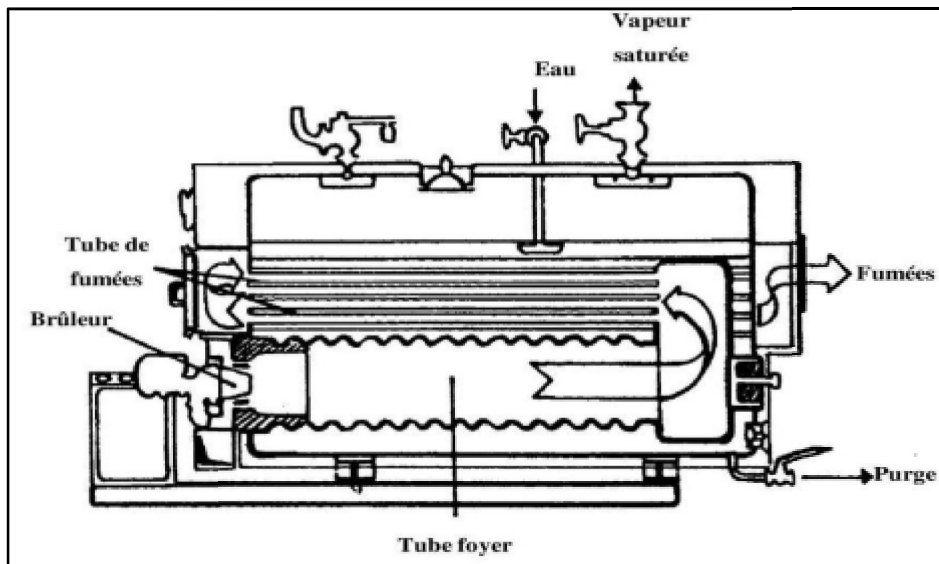 Vapeur
saturée
Eau
Tube de
fumées
Fumées
Brûleur
Purge
Tube foyer